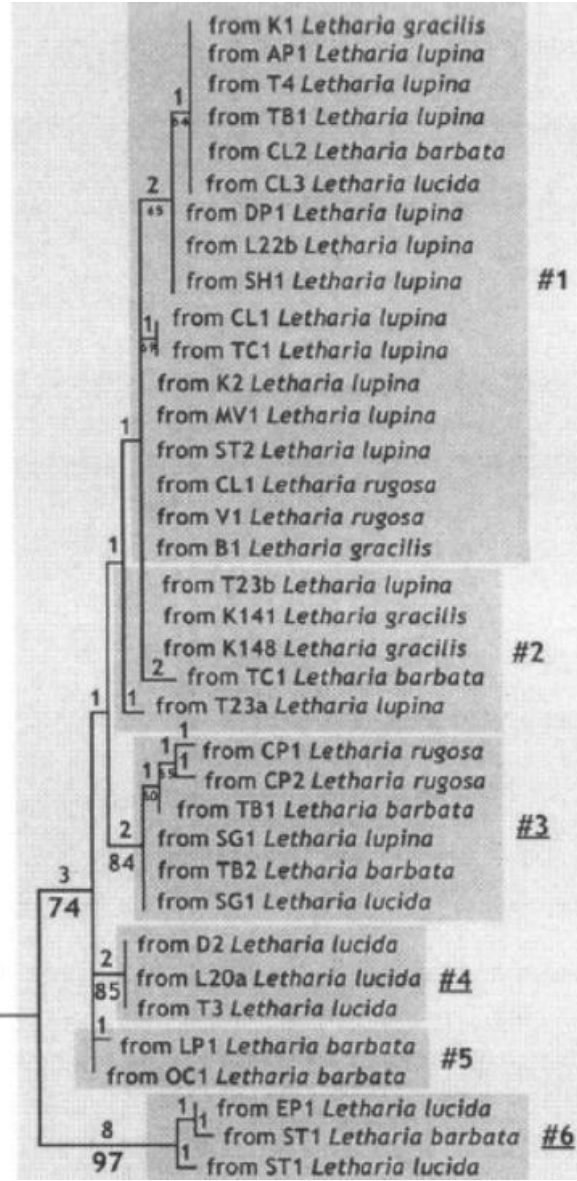 from K1 Letharia gracilis
from AP1 Letharia lupina
from T4 Letharia lupina
1
from TB1 Letharia lupina
from CL2 Letharia barbata
2
from CL3 Letharia lucida
65
from DP1 Letharia lupina
from L22b Letharia lupina
from SH1 Letharia lupina
#1
1
from CL1 Letharia lupina
from TC1 Letharia lupina
from K2 Letharia lupina
from MV1 Letharia lupina
1
from ST2 Letharia lupina
from CL1 Letharia rugosa
from V1 Letharia rugosa
1
from B1 Letharia gracilis
from T23b Letharia lupina
from K141 Letharia gracilis
from K148 Letharia gracilis
#2
2
from TC1 Letharia barbata
1
1
from T23a Letharia lupina
1
1
from CP1 Letharia rugosa
1
1
from CP2 Letharia rugosa
from TB1 Letharia barbata
#3
2
from SG1 Letharia lupina
84
from TB2 Letharia barbata
3
from SG1 Letharia lucida
74
from D2 Letharia lucida
2
from L20a Letharia lucida
#4
85
from T3 Letharia lucida
1
from LP1 Letharia barbata
#5
from OC1 Letharia barbata
1
from EP1 Letharia lucida
8
1
from ST1 Letharia barbata
#6
97
1
from ST1 Letharia lucida